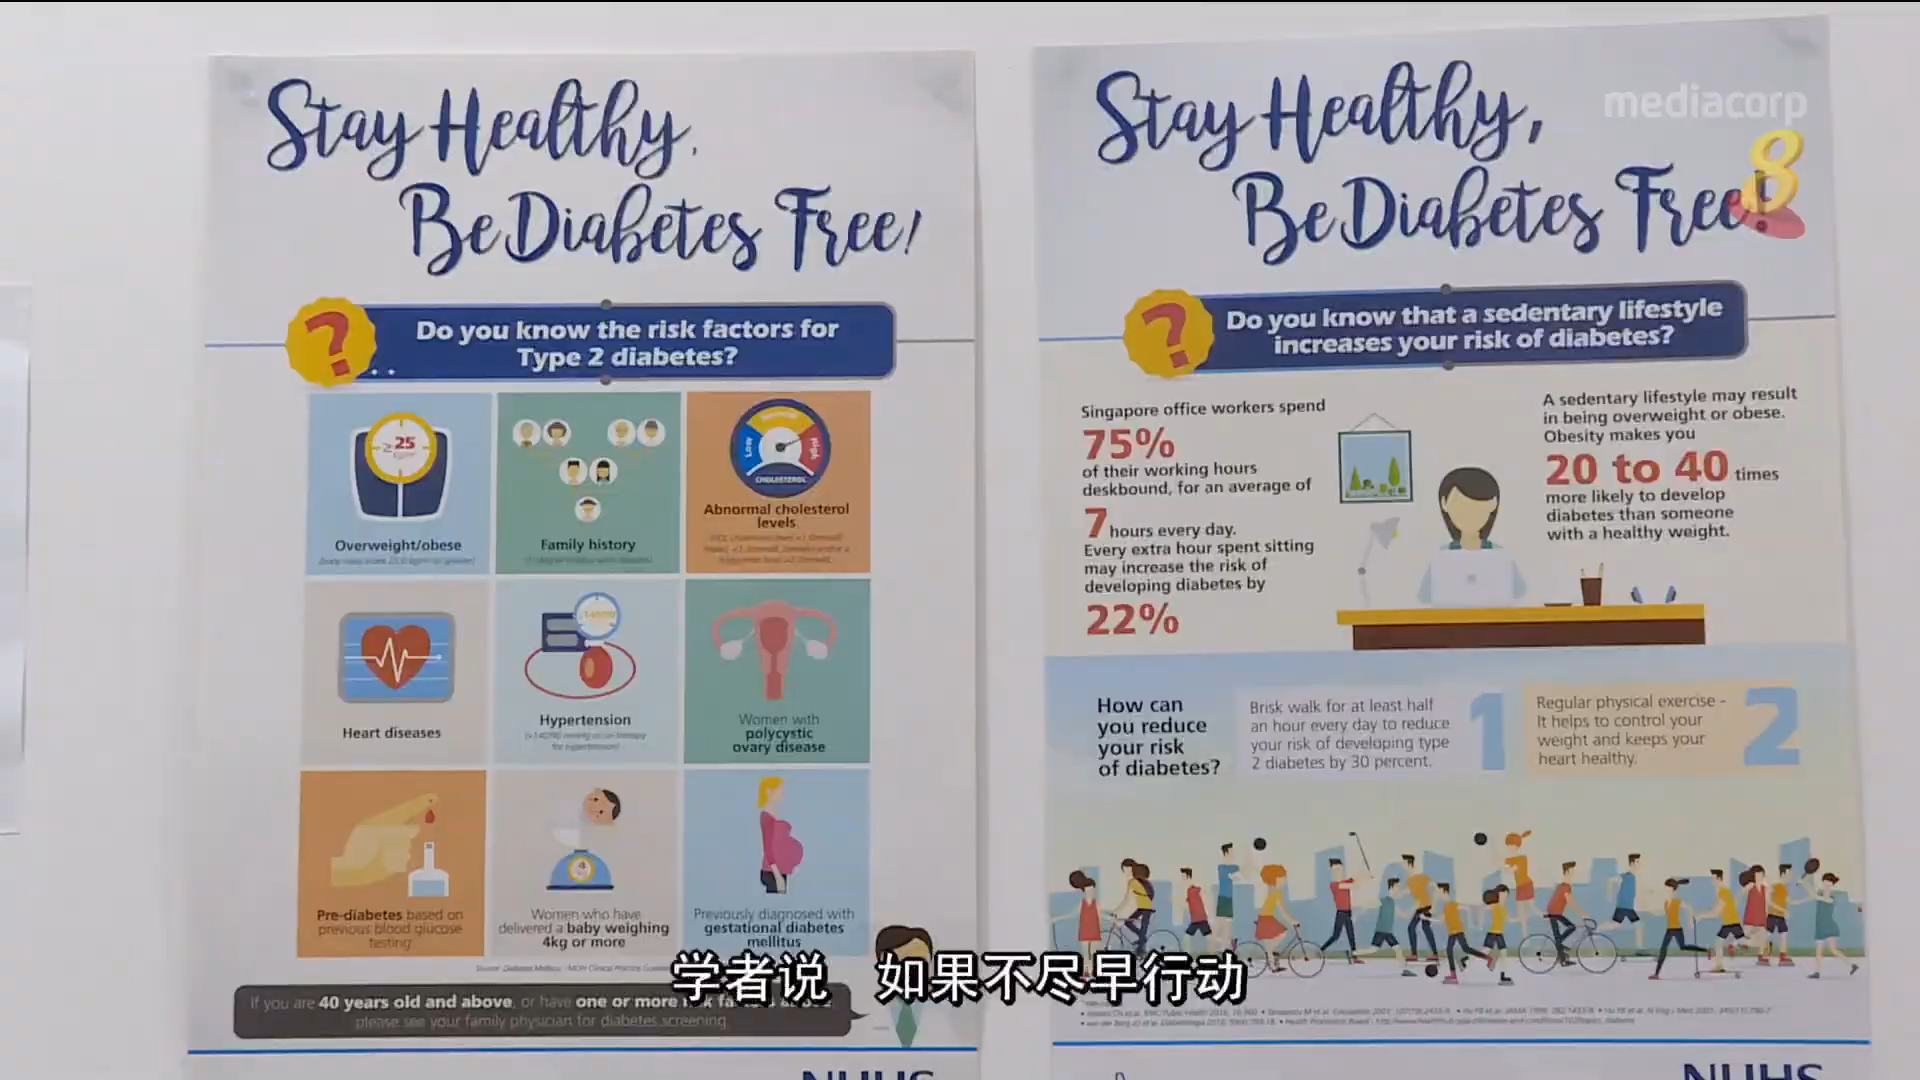 Stay Healthy,
Be Diabetes Free!
Do you know the risk factors for
Type 2 diabetes?
≥25
Overweight/obese
Family history
Low
High
CHOLESTEROL
Abnormal cholesterol
levels
Heart diseases
Hypertension
Women with
polycystic
ovary disease
Pre-diabetes based on
previous blood glucose
testing
Women who have
delivered a baby weighing
4kg or more
Previously diagnosed with
gestational diabetes
mellitus
If you are 40 years old and above, or have one or more risk factors above
please see your family physician for diabetes screening.
NUHS
Stay Healthy,
Be Diabetes Free!
mediacorp
8
Do you know that a sedentary lifestyle
increases your risk of diabetes?
Singapore office workers spend
75%
of their working hours
deskbound, for an average of
7 hours every day.
Every extra hour spent sitting
may increase the risk of
developing diabetes by
22%
A sedentary lifestyle may result
in being overweight or obese.
Obesity makes you
20 to 40 times
more likely to develop
diabetes than someone
with a healthy weight.
How can
you reduce
your risk
of diabetes?
Brisk walk for at least half
an hour every day to reduce
your risk of developing type
2 diabetes by 30 percent.
1
Regular physical exercise -
It helps to control your
weight and keeps your
heart healthy.
2
NUHS
学者说 如果不尽早行动